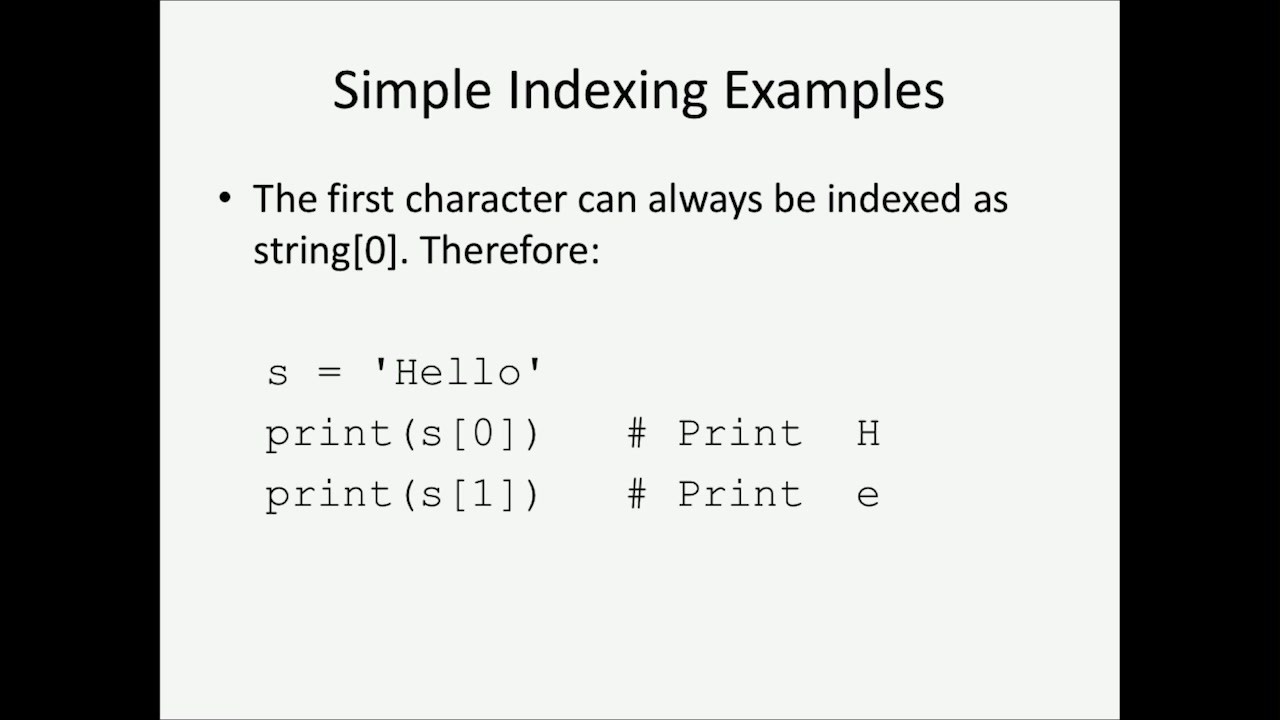 Simple Indexing Examples
• The first character can always be indexed as
string[0]. Therefore:
s = 'Hello'
print(s[0])   # Print  H
print(s[1])   # Print  e